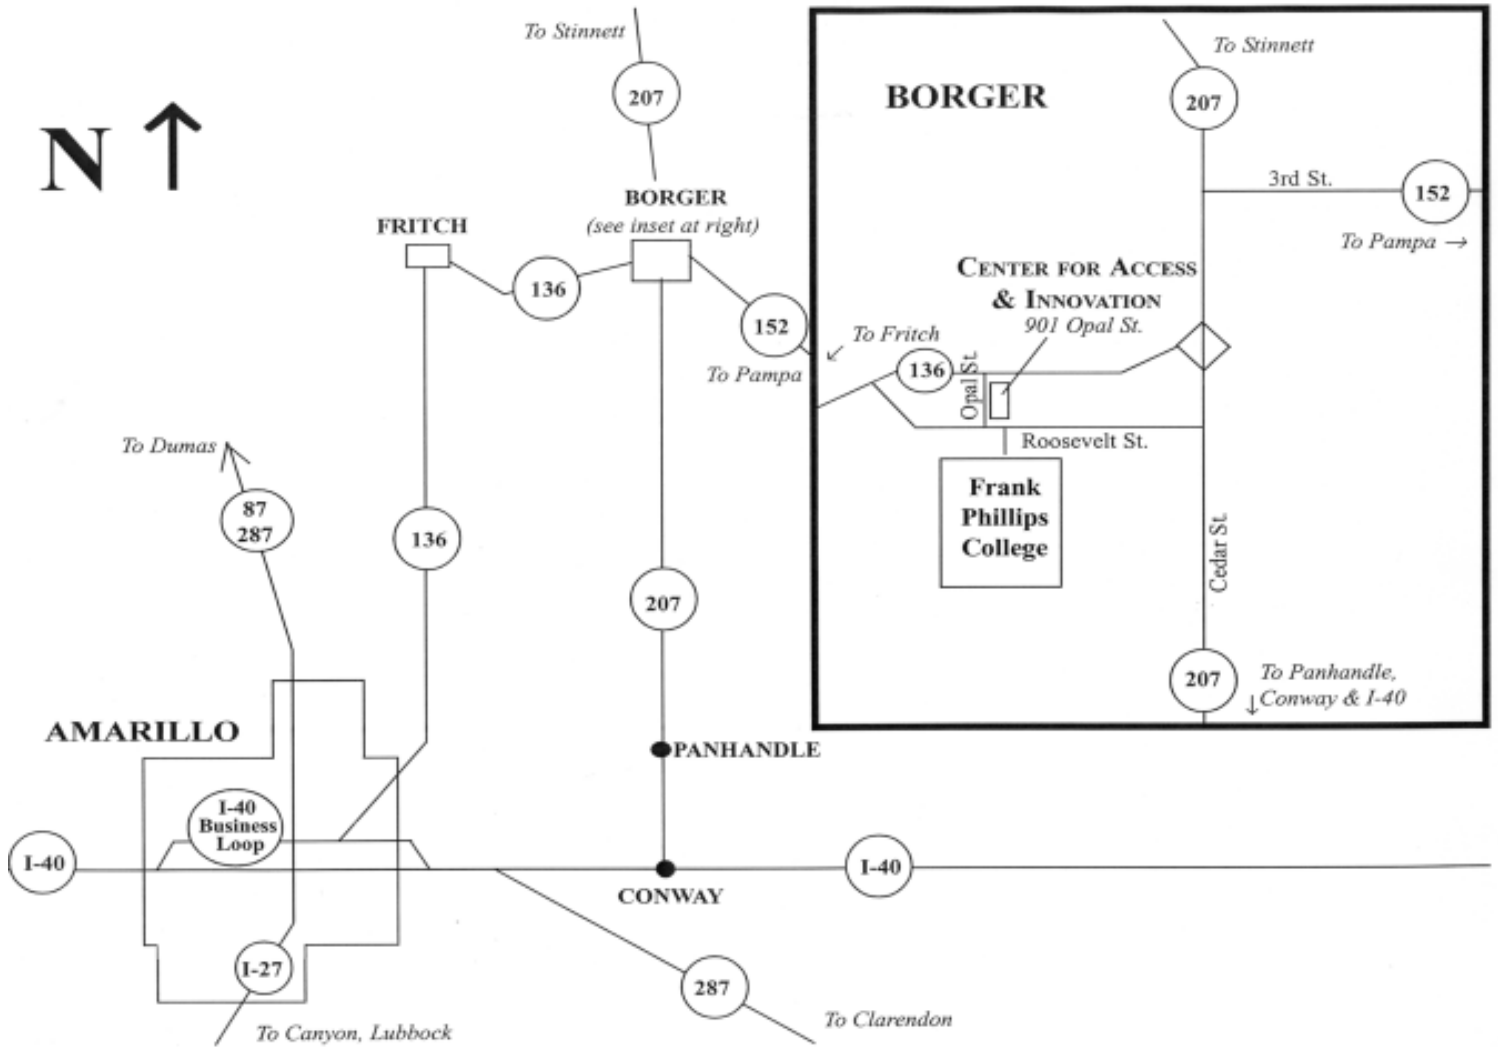 To Stinnett
207
N
BORGER
(see inset at right)
FRITCH
136
152
To Pampa
To Dumas
87
287
136
207
AMARILLO
PANHANDLE
I-40
Business
Loop
I-40
I-40
CONWAY
I-27
287
To Canyon, Lubbock
To Clarendon
BORGER
To Stinnett
207
3rd St.
152
To Pampa →
CENTER FOR ACCESS
& INNOVATION
901 Opal St.
To Fritch
136
Opal St.
Roosevelt St.
Frank
Phillips
College
Cedar St.
207
To Panhandle,
Conway & I-40